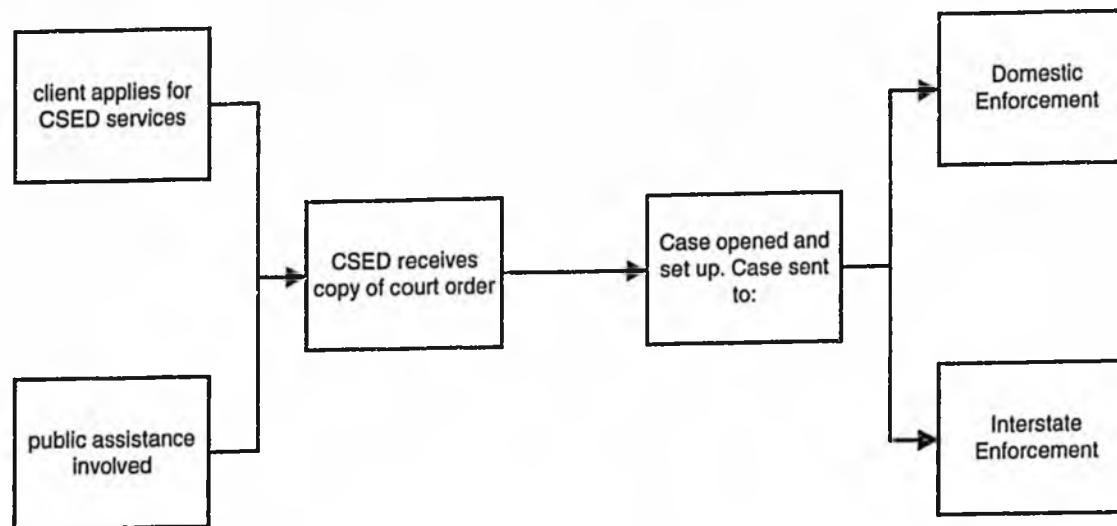 client applies for
CSED services
public assistance
involved
CSED receives
copy of court order
Case opened and
set up. Case sent
to:
Domestic
Enforcement
Interstate
Enforcement